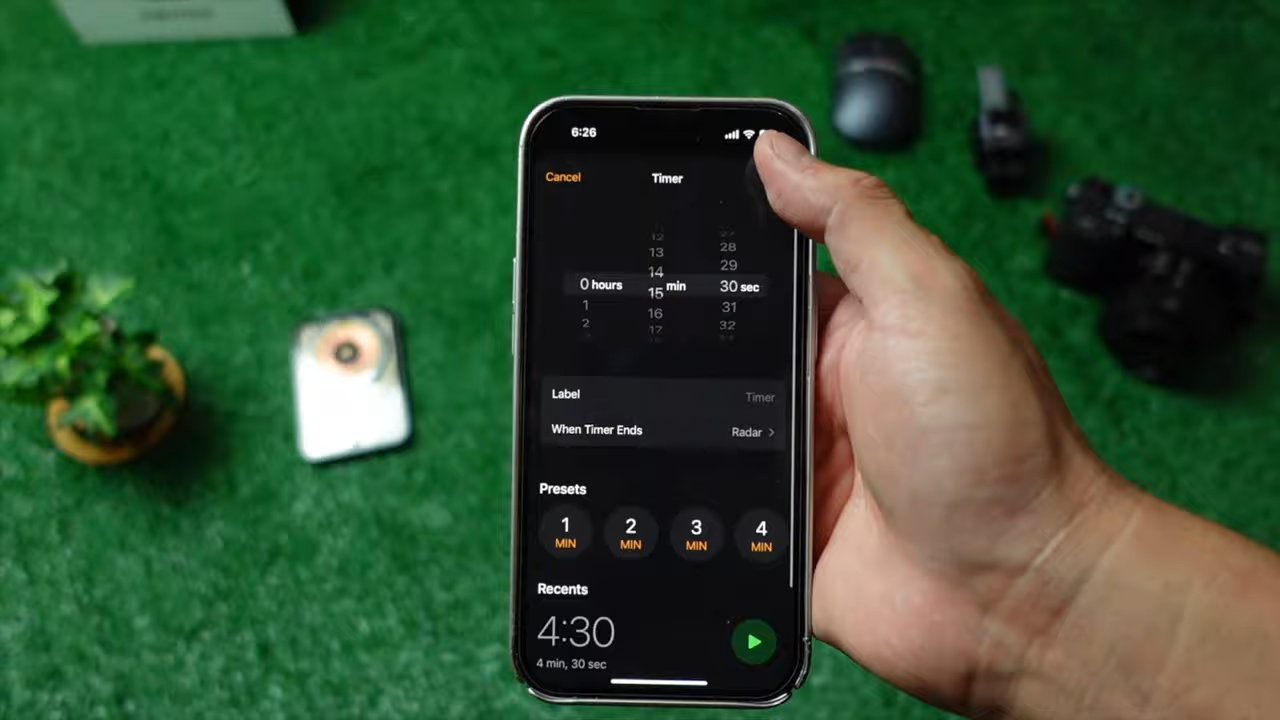 6:26
Cancel Timer
12
13 28
14 29
0 hours 15 min 30 sec
1 16 31
2 17 32
Label Timer
When Timer Ends Radar >
Presets
1 2 3 4
MIN MIN MIN MIN
Recents
4:30
4 min, 30 sec